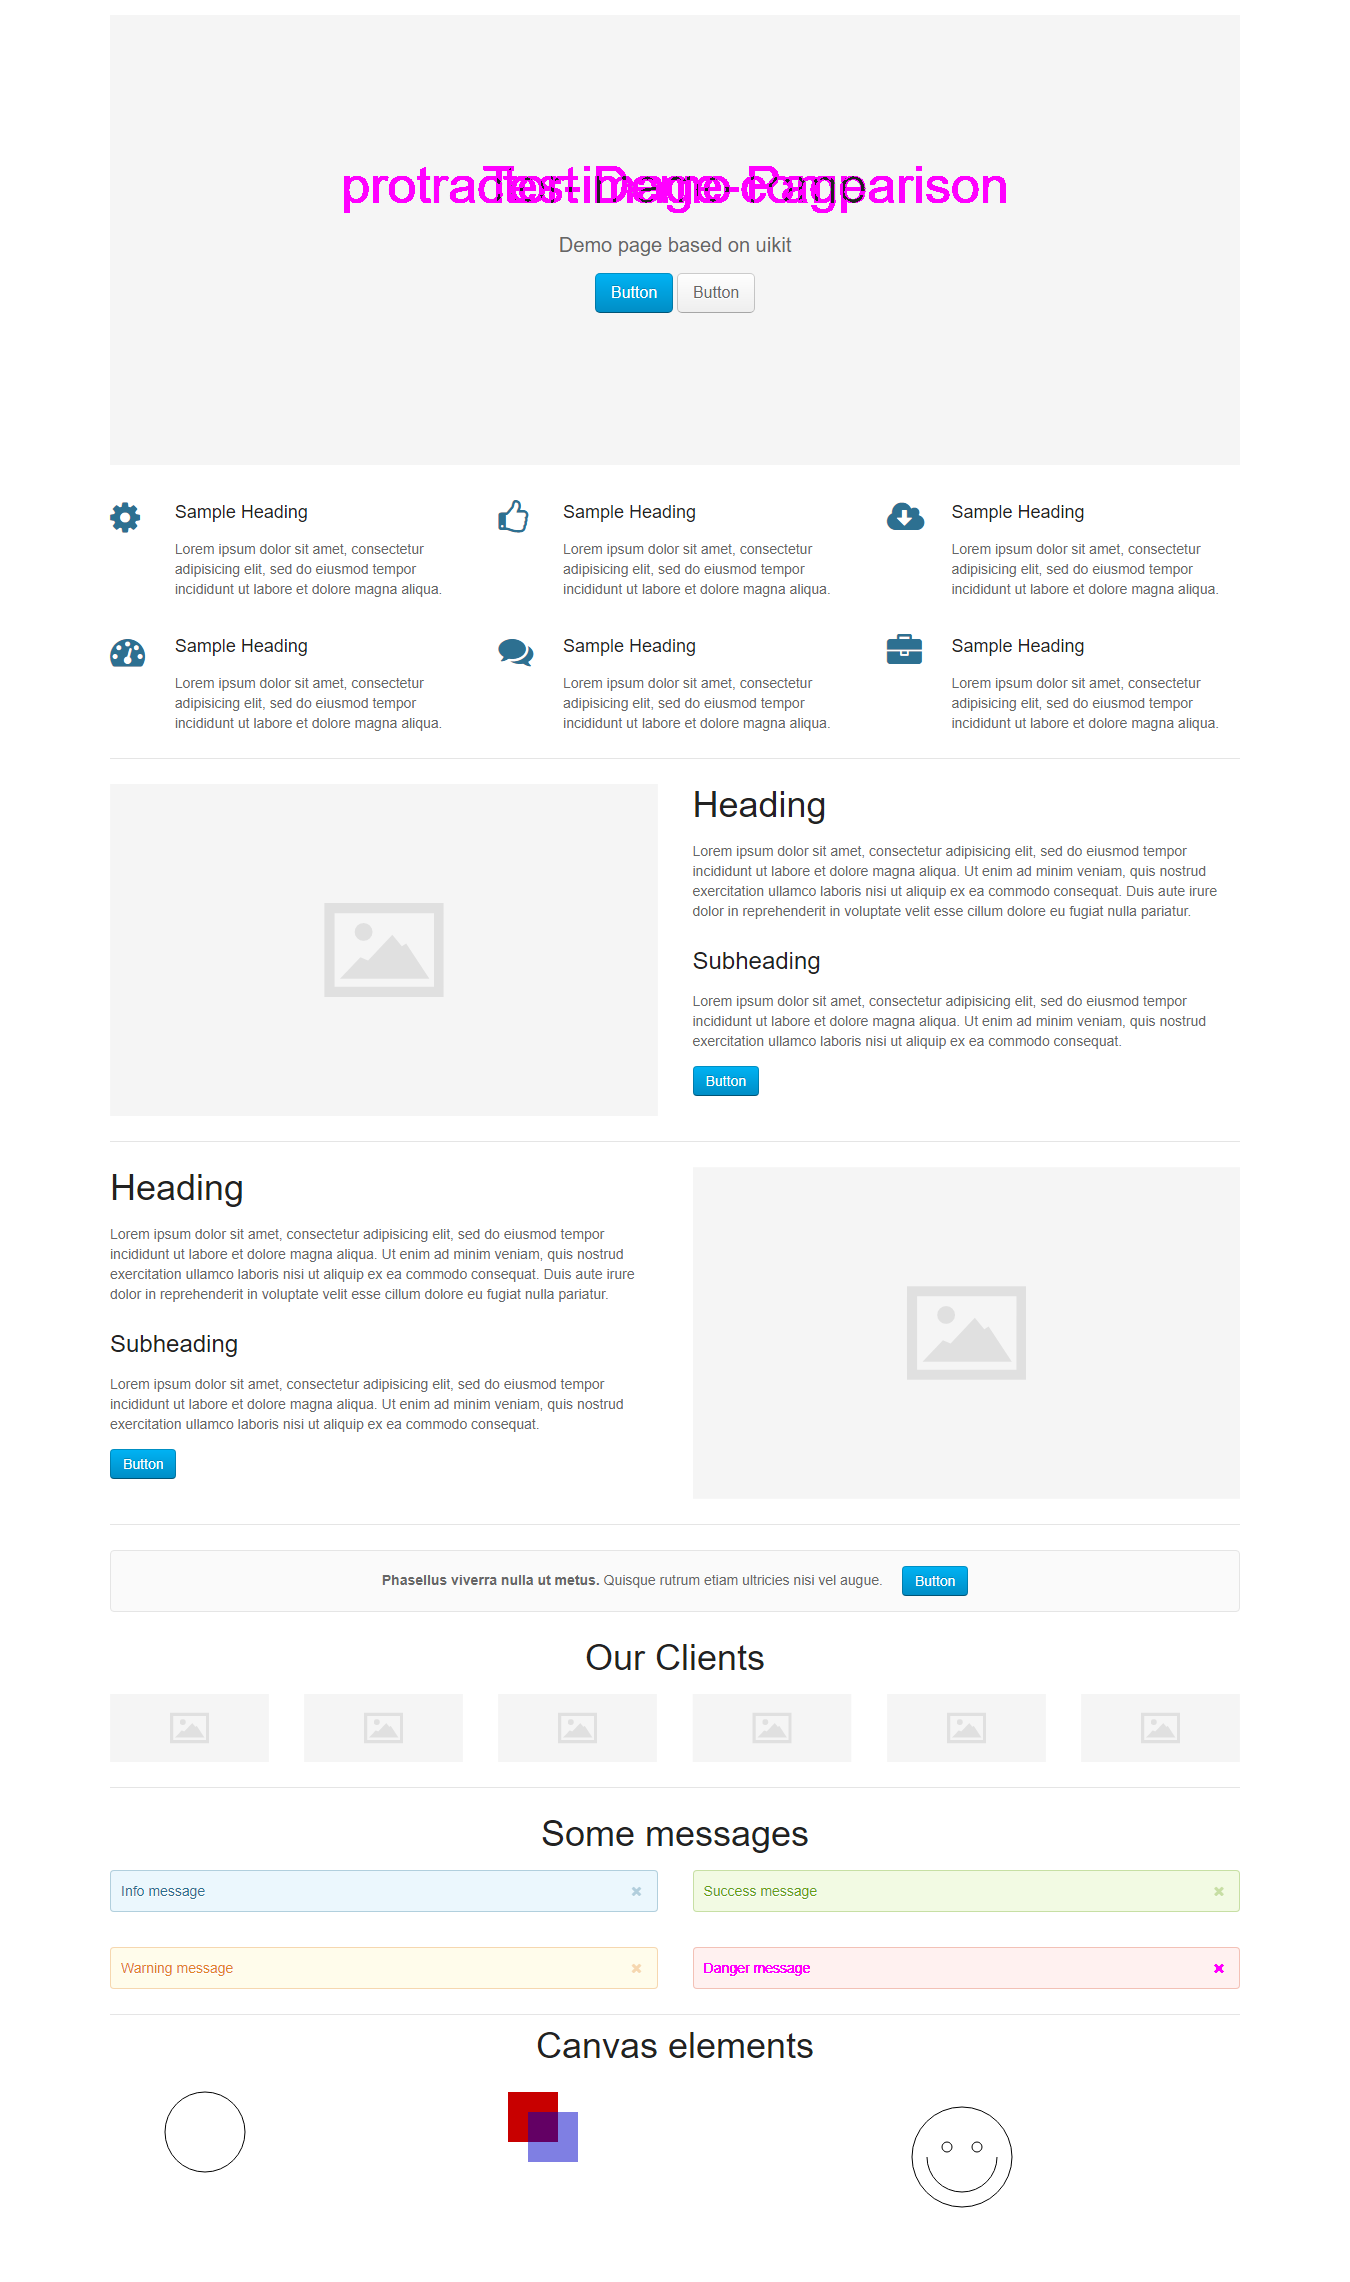 protractor-image-comparison
Test Demo Page
Demo page based on uikit
Button Button
Sample Heading
Lorem ipsum dolor sit amet, consectetur
adipisicing elit, sed do eiusmod tempor
incididunt ut labore et dolore magna aliqua.
Sample Heading
Lorem ipsum dolor sit amet, consectetur
adipisicing elit, sed do eiusmod tempor
incididunt ut labore et dolore magna aliqua.
Sample Heading
Lorem ipsum dolor sit amet, consectetur
adipisicing elit, sed do eiusmod tempor
incididunt ut labore et dolore magna aliqua.
Sample Heading
Lorem ipsum dolor sit amet, consectetur
adipisicing elit, sed do eiusmod tempor
incididunt ut labore et dolore magna aliqua.
Sample Heading
Lorem ipsum dolor sit amet, consectetur
adipisicing elit, sed do eiusmod tempor
incididunt ut labore et dolore magna aliqua.
Sample Heading
Lorem ipsum dolor sit amet, consectetur
adipisicing elit, sed do eiusmod tempor
incididunt ut labore et dolore magna aliqua.
Heading
Lorem ipsum dolor sit amet, consectetur adipisicing elit, sed do eiusmod tempor
incididunt ut labore et dolore magna aliqua. Ut enim ad minim veniam, quis nostrud
exercitation ullamco laboris nisi ut aliquip ex ea commodo consequat. Duis aute irure
dolor in reprehenderit in voluptate velit esse cillum dolore eu fugiat nulla pariatur.
Subheading
Lorem ipsum dolor sit amet, consectetur adipisicing elit, sed do eiusmod tempor
incididunt ut labore et dolore magna aliqua. Ut enim ad minim veniam, quis nostrud
exercitation ullamco laboris nisi ut aliquip ex ea commodo consequat.
Button
Heading
Lorem ipsum dolor sit amet, consectetur adipisicing elit, sed do eiusmod tempor
incididunt ut labore et dolore magna aliqua. Ut enim ad minim veniam, quis nostrud
exercitation ullamco laboris nisi ut aliquip ex ea commodo consequat. Duis aute irure
dolor in reprehenderit in voluptate velit esse cillum dolore eu fugiat nulla pariatur.
Subheading
Lorem ipsum dolor sit amet, consectetur adipisicing elit, sed do eiusmod tempor
incididunt ut labore et dolore magna aliqua. Ut enim ad minim veniam, quis nostrud
exercitation ullamco laboris nisi ut aliquip ex ea commodo consequat.
Button
Phasellus viverra nulla ut metus. Quisque rutrum etiam ultricies nisi vel augue. Button
Our Clients
Some messages
Info message
Success message
Warning message
Danger message
Canvas elements